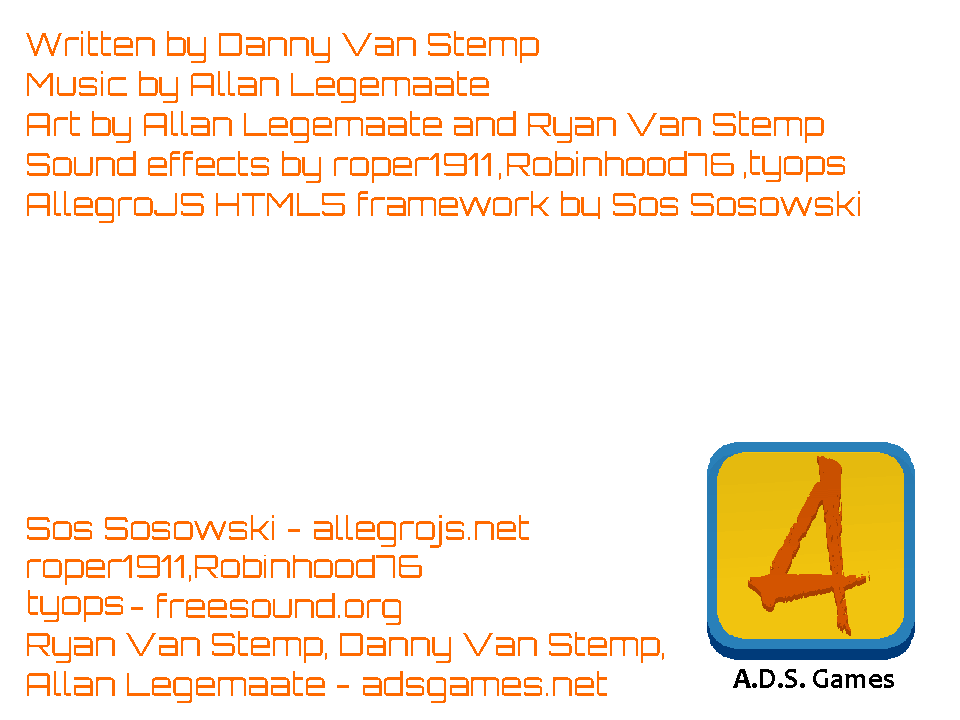 Written by Danny Van Stemp
Music by Allan Legemaate
Art by Allan Legemaate and Ryan Van Stemp
Sound effects by roper1911,Robinhood76 ,tyops
AllegroJS HTML5 framework by Sos Sosowski
Sos Sosowski - allegrojs.net
roper1911,Robinhood76
tyops - freesound.org
Ryan Van Stemp, Danny Van Stemp,
Allan Legemaate - adsgames.net
A
A.D.S. Games